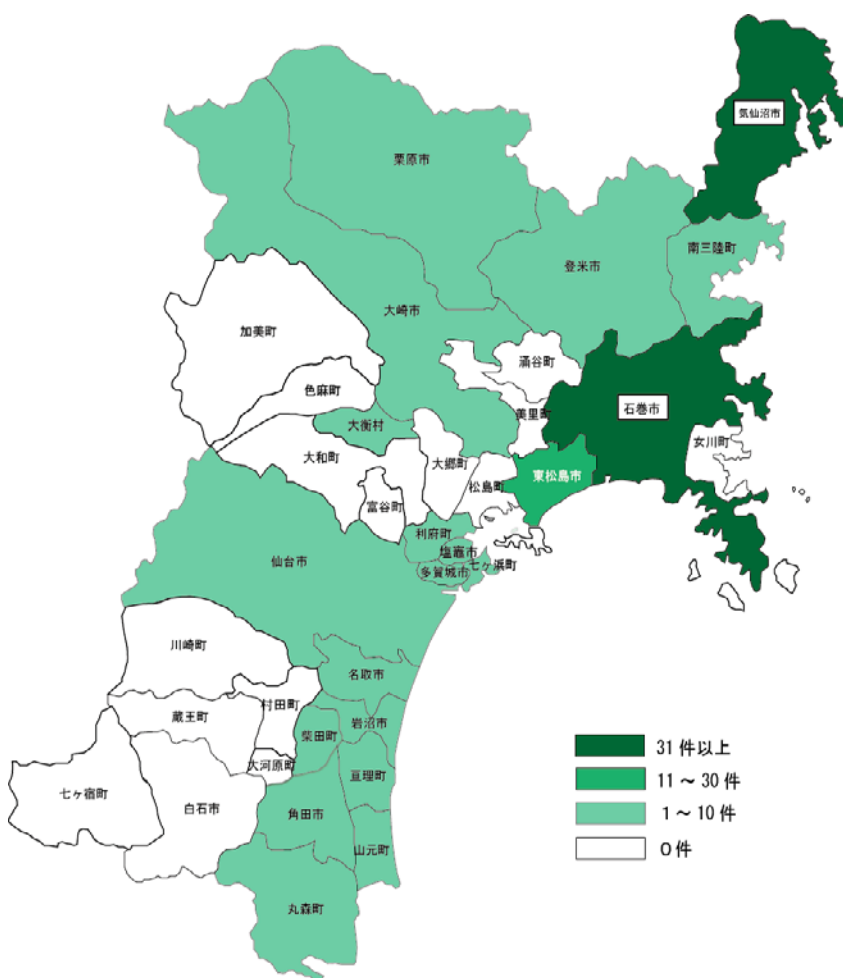 気仙沼市
栗原市
南三陸町
登米市
大崎市
加美町
涌谷町
色麻町
石巻市
美里町
大衡村
女川町
大和町
大郷町
東松島市
松島町
富谷町
利府町
塩竈市
仙台市
七ヶ浜町
多賀城市
川崎町
名取市
村田町
蔵王町
岩沼市
柴田町
大河原町
亘理町
七ヶ宿町
白石市
角田市
山元町
丸森町
31件以上
11～30件
1～10件
0件